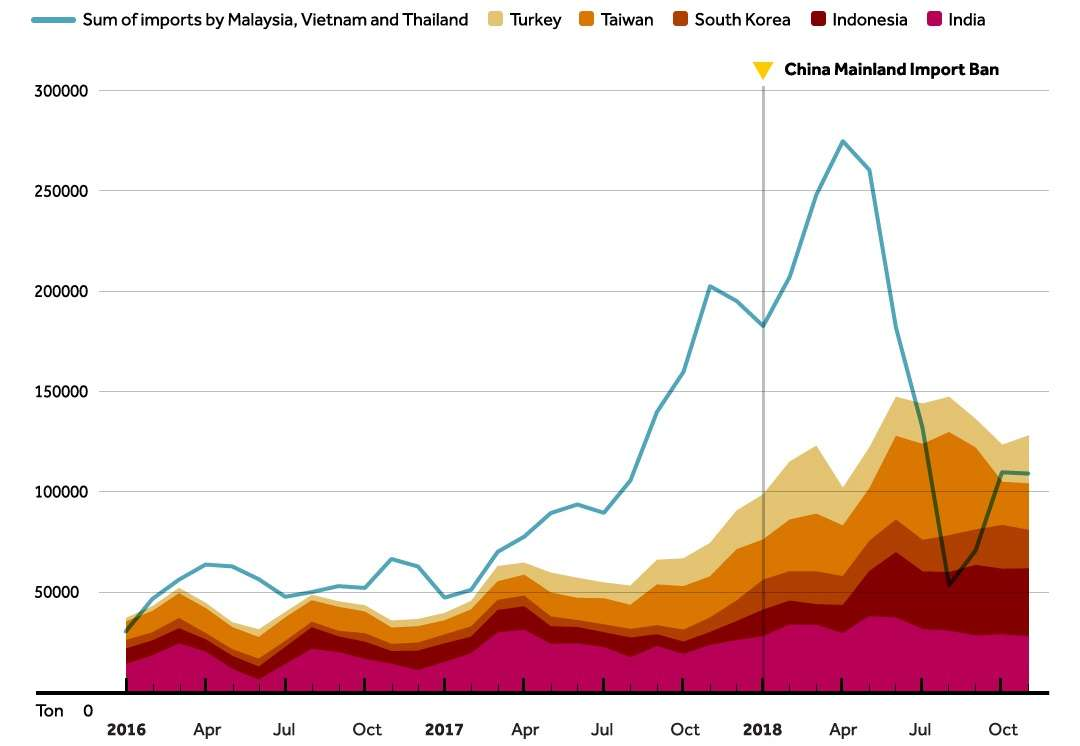 Sum of imports by Malaysia, Vietnam and Thailand Turkey Taiwan South Korea Indonesia India
China Mainland Import Ban
300000
250000
200000
150000
100000
50000
Ton 0
2016 Apr Jul Oct 2017 Apr Jul Oct 2018 Apr Jul Oct